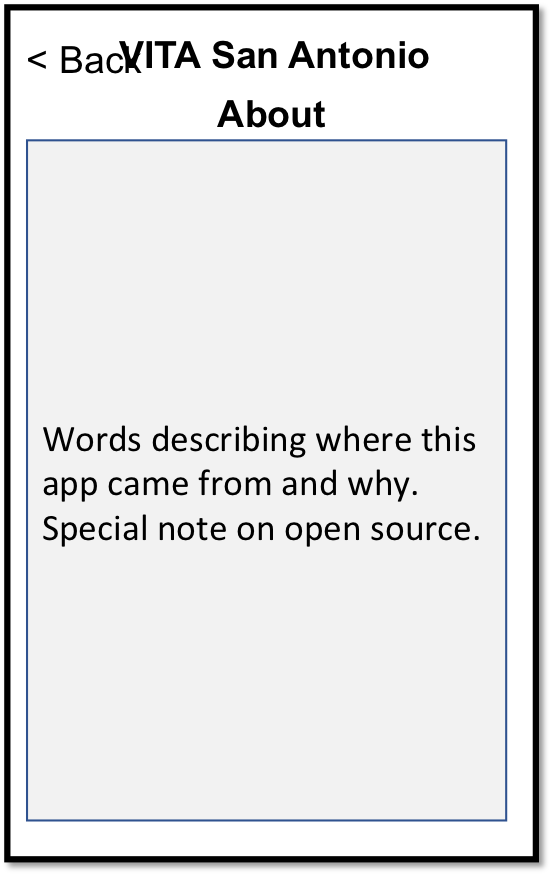 < Back
VITA San Antonio
About
Words describing where this
app came from and why.
Special note on open source.